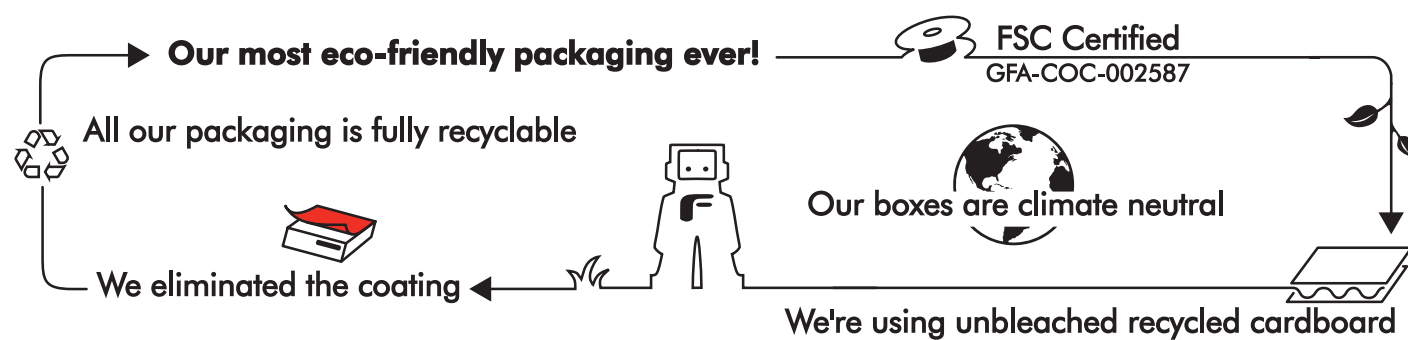 Our most eco-friendly packaging ever!
FSC Certified
GFA-COC-002587
All our packaging is fully recyclable
Our boxes are climate neutral
We eliminated the coating
We're using unbleached recycled cardboard
F